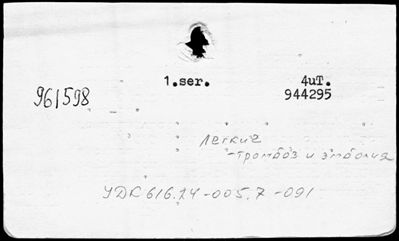 1.ser. 4uT.
961598 944295
Легкие
-тромбоз и эмболия
УДК 616.24-005.7-091